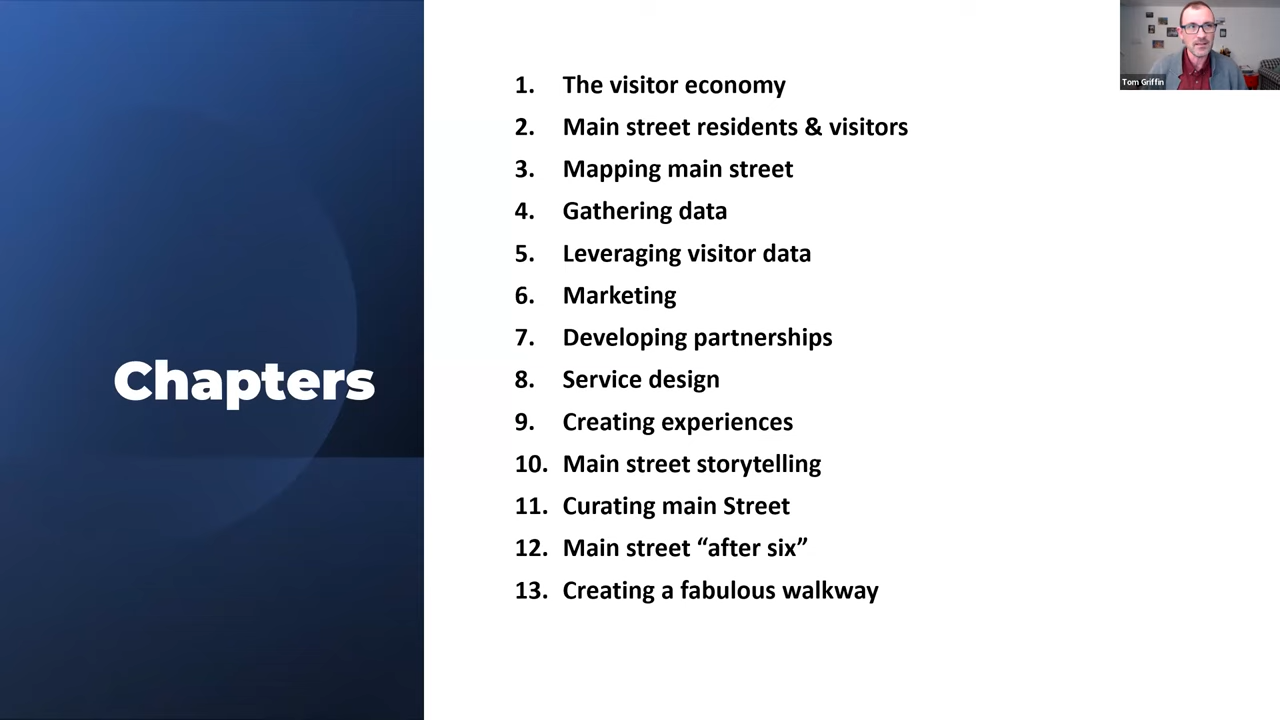 Chapters
1. The visitor economy
2. Main street residents & visitors
3. Mapping main street
4. Gathering data
5. Leveraging visitor data
6. Marketing
7. Developing partnerships
8. Service design
9. Creating experiences
10. Main street storytelling
11. Curating main Street
12. Main street “after six”
13. Creating a fabulous walkway
Tom Griffin